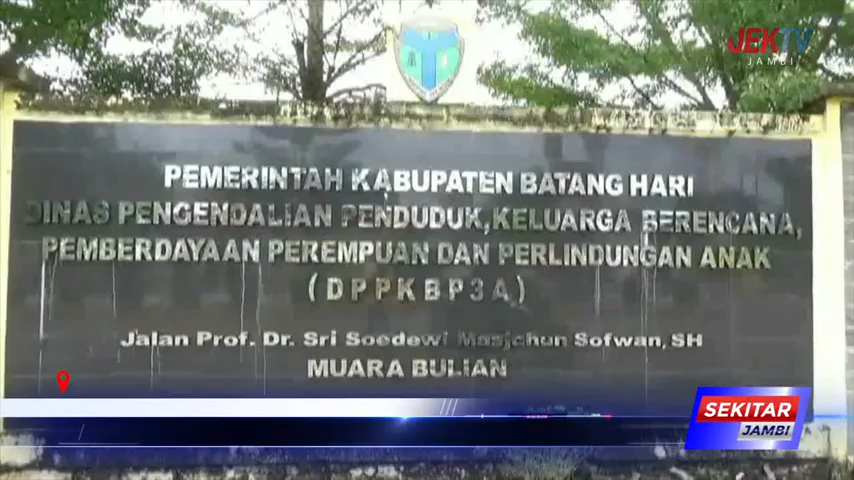 JEKTV
JAMBI
PEMERINTAH KABUPATEN BATANG HARI
DINAS PENGENDALIAN PENDUDUK, KELUARGA BERENCANA,
PEMBERDAYAAN PEREMPUAN DAN PERLINDUNGAN ANAK
(DPPKBP3A)
Jalan Prof. Dr. Sri Soedewi Masjchun Sofwan, SH
MUARA BULIAN
SEKITAR
JAMBI